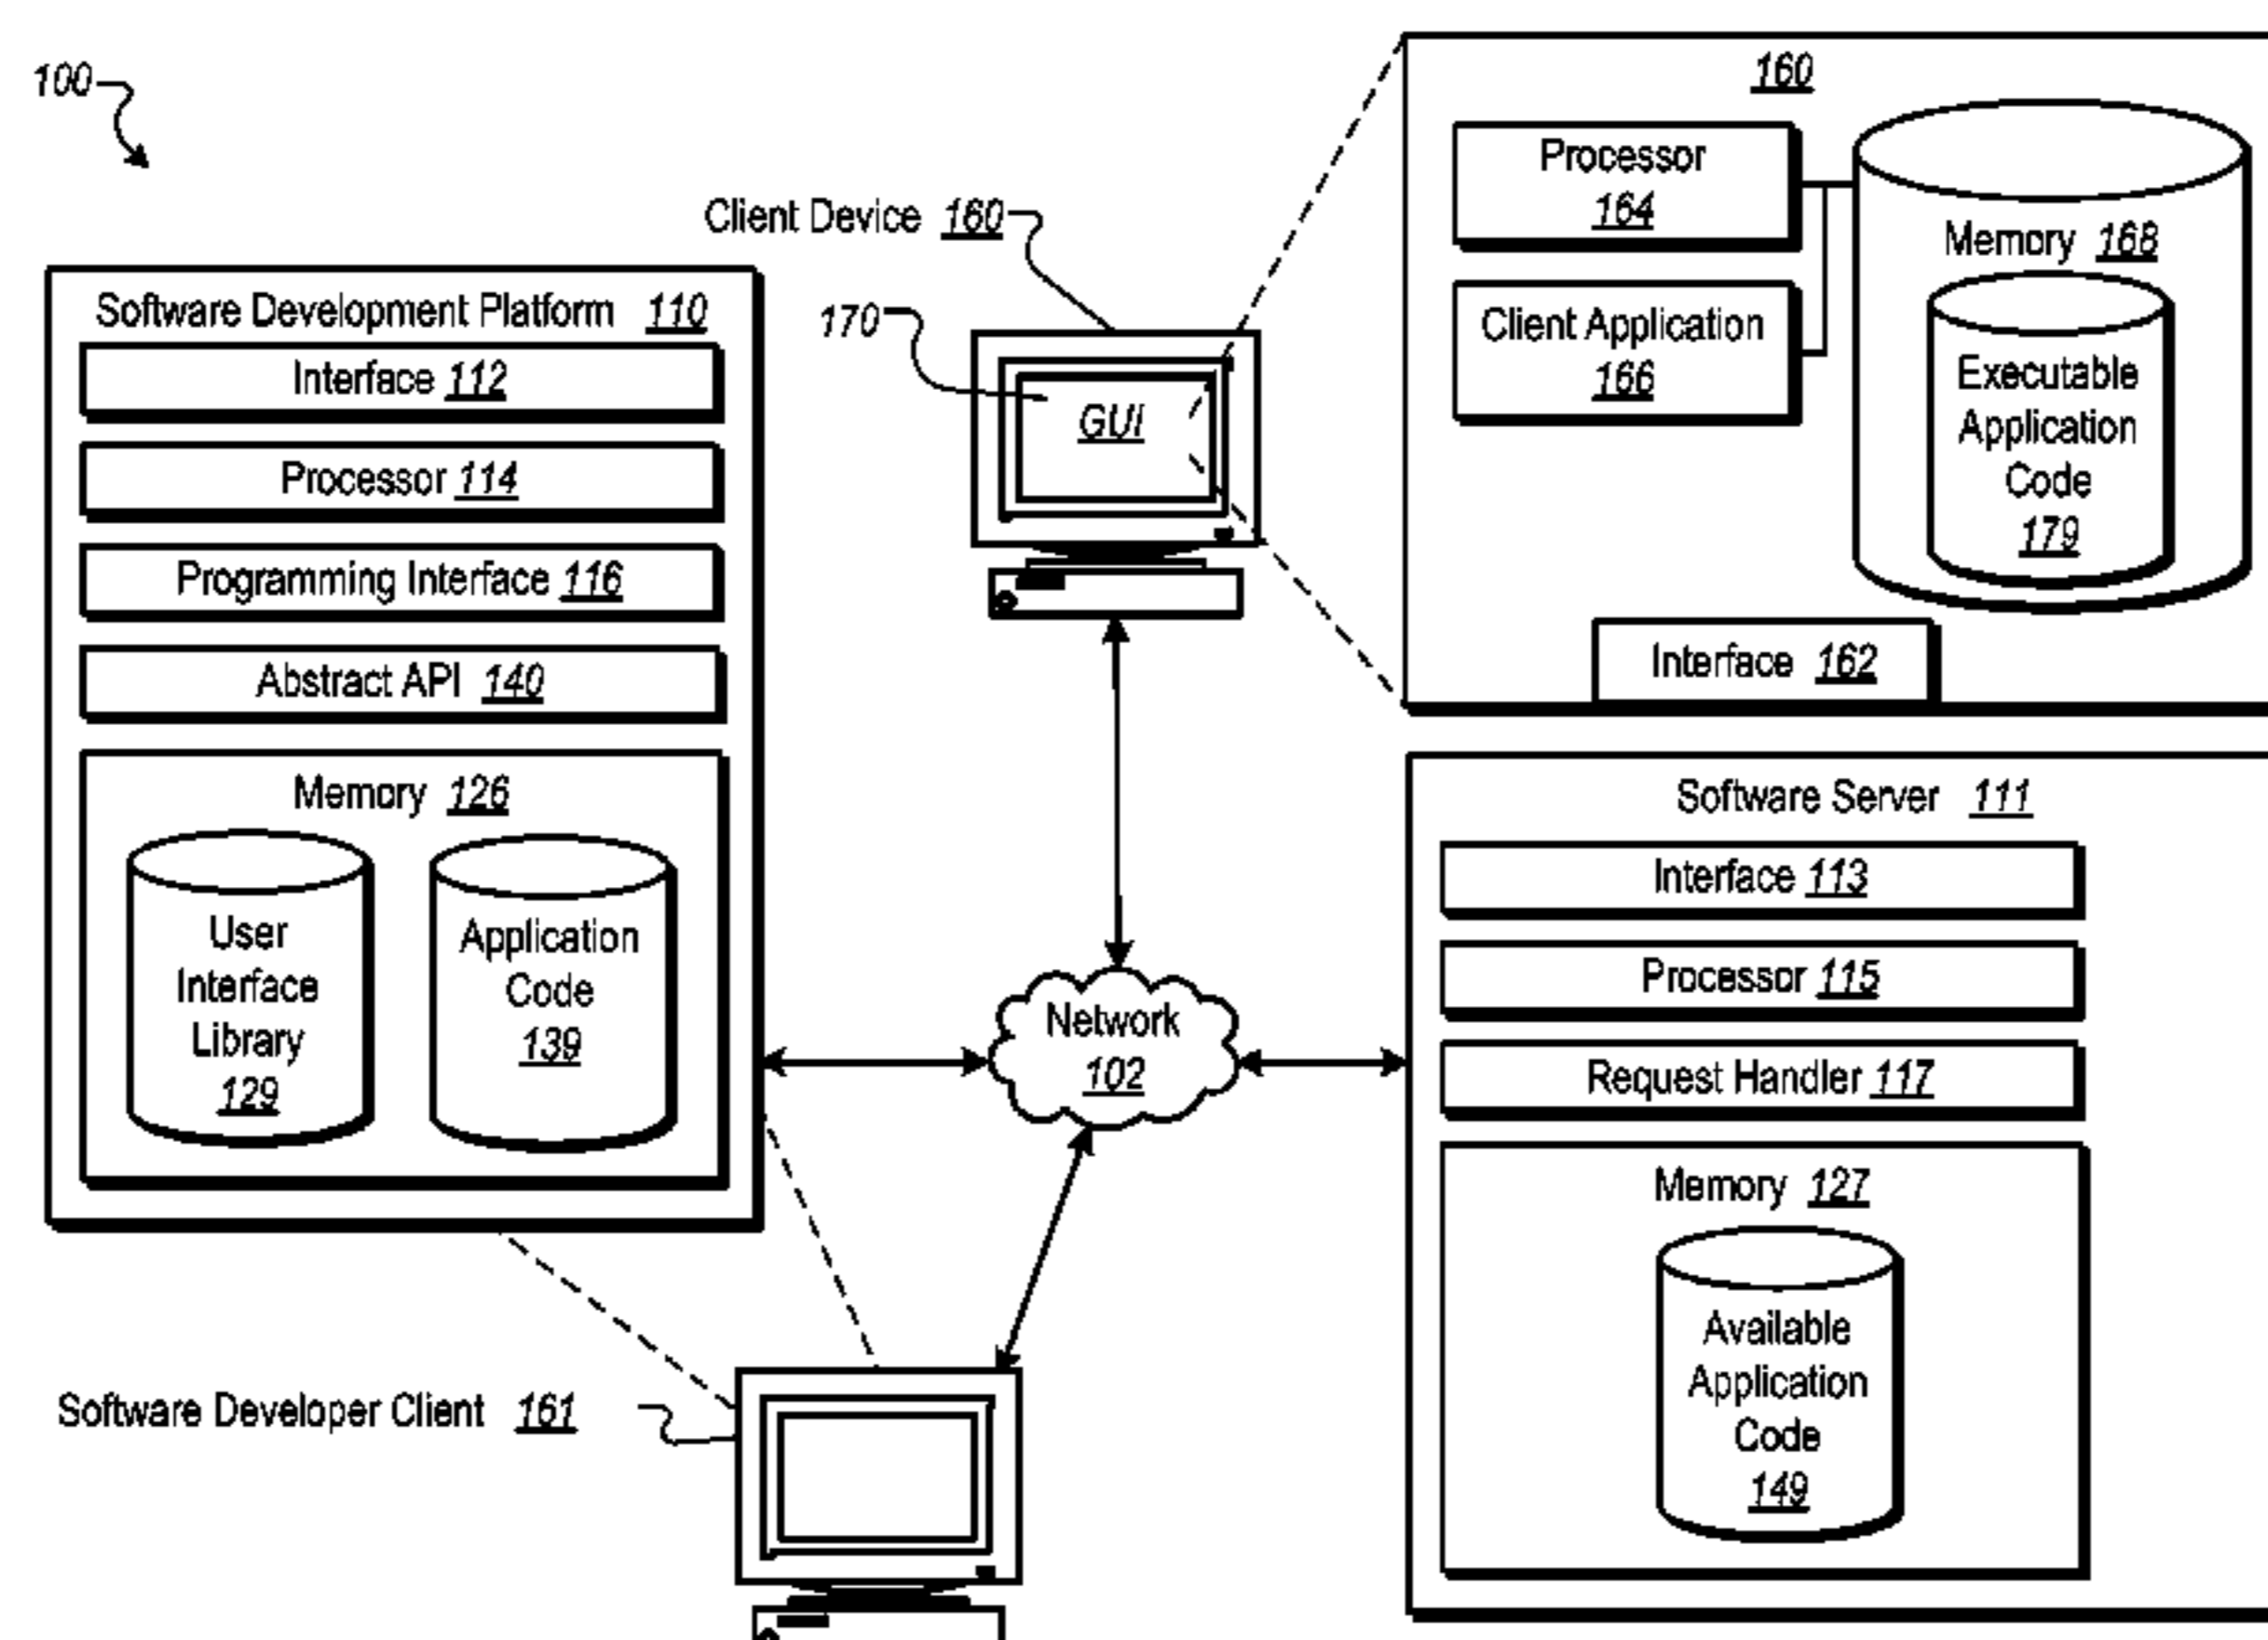 100
Client Device 160
170
GUI
Software Development Platform 110
Interface 112
Processor 114
Programming Interface 116
Abstract API 140
Memory 126
User
Interface
Library
129
Application
Code
139
160
Processor
164
Client Application
166
Memory 168
Executable
Application
Code
179
Interface 162
Network
102
Software Server 111
Interface 113
Processor 115
Request Handler 117
Memory 127
Available
Application
Code
149
Software Developer Client 161